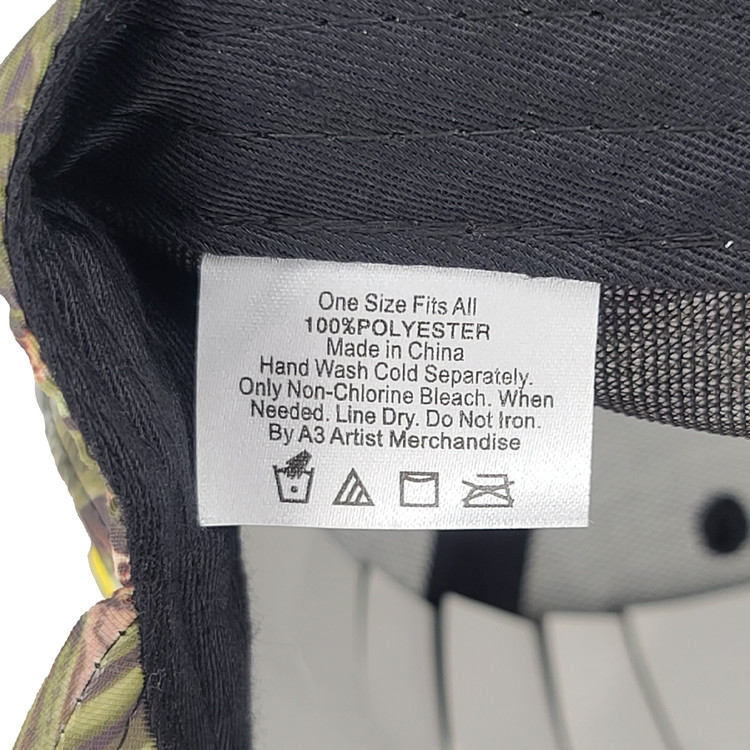 One Size Fits All
100%POLYESTER
Made in China
Hand Wash Cold Separately.
Only Non-Chlorine Bleach. When
Needed. Line Dry. Do Not Iron.
By A3 Artist Merchandise